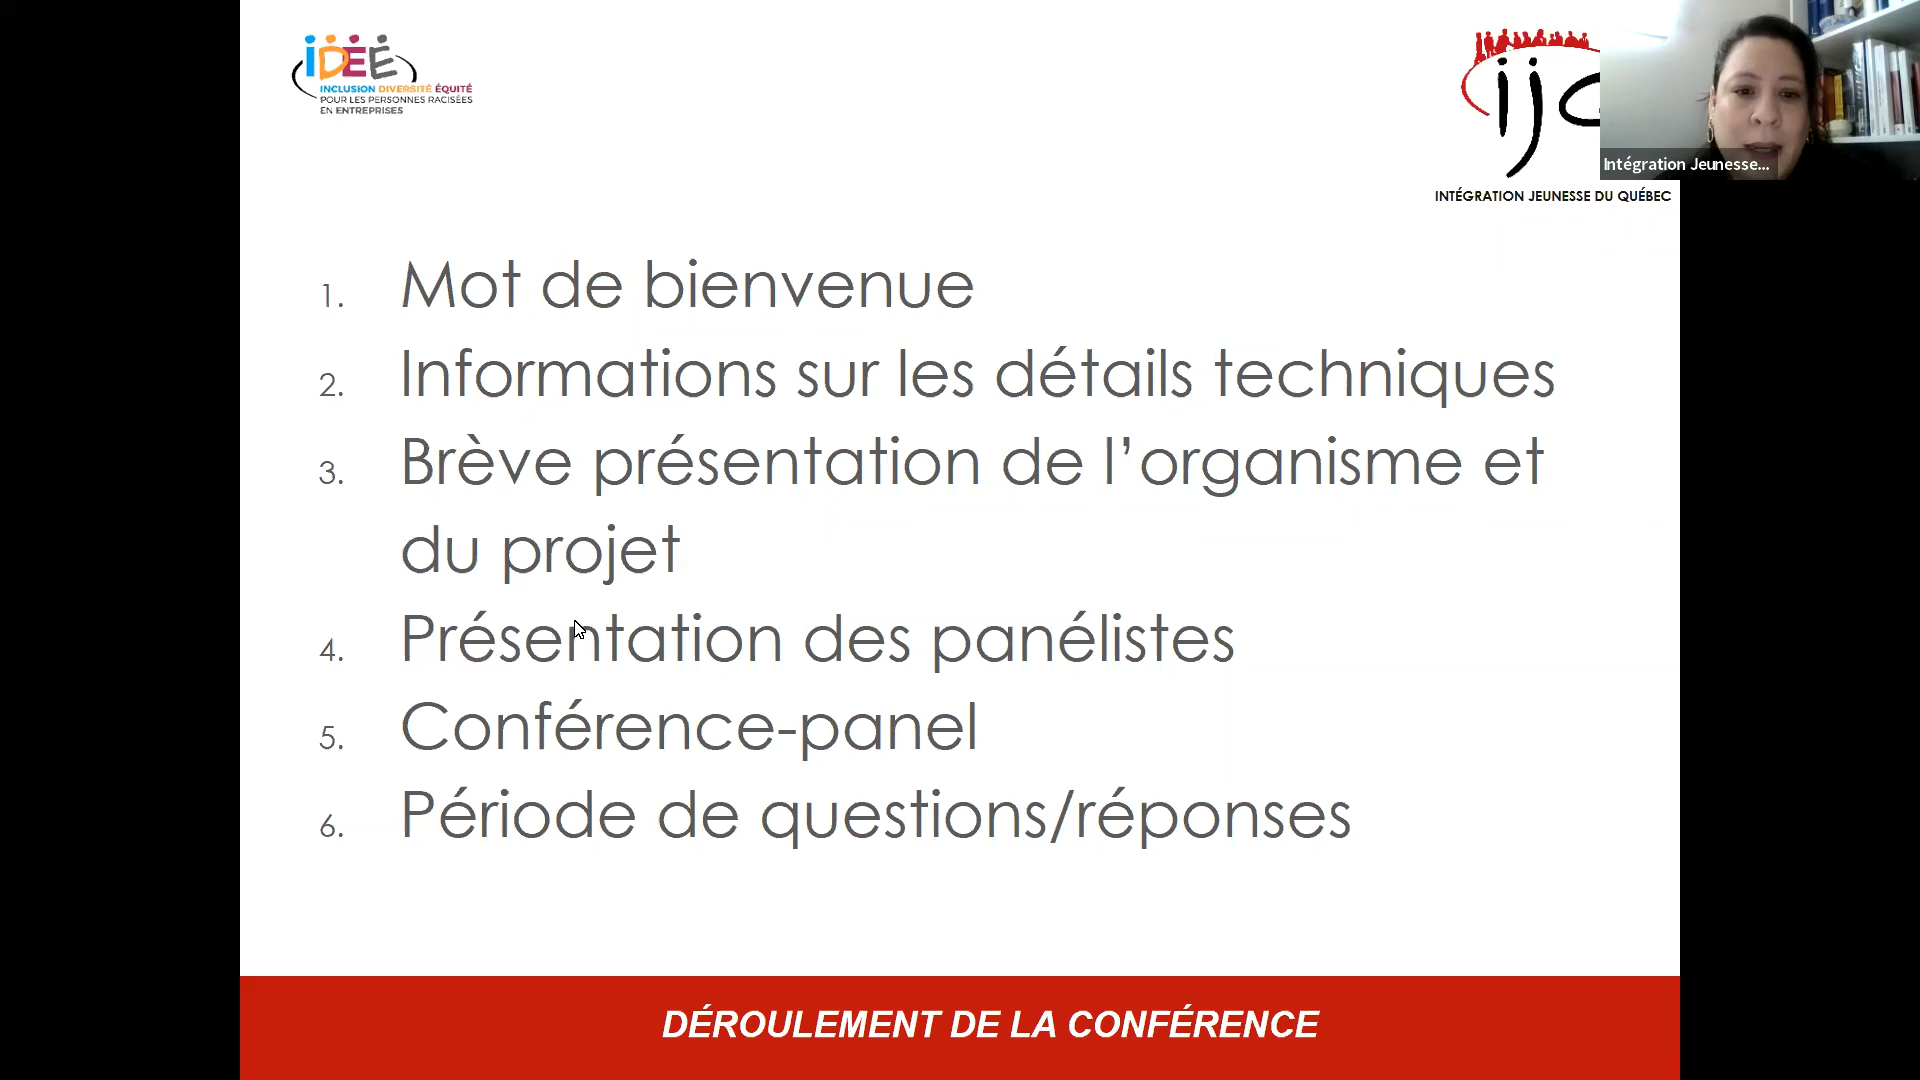 IDEÉ
INCLUSION DIVERSITÉ ÉQUITÉ
POUR LES PERSONNES RACISÉES
EN ENTREPRISES
INTÉGRATION JEUNESSE DU QUÉBEC
Intégration Jeunesse...
1. Mot de bienvenue
2. Informations sur les détails techniques
3. Brève présentation de l’organisme et
du projet
4. Présentation des panélistes
5. Conférence-panel
6. Période de questions/réponses
DÉROULEMENT DE LA CONFÉRENCE